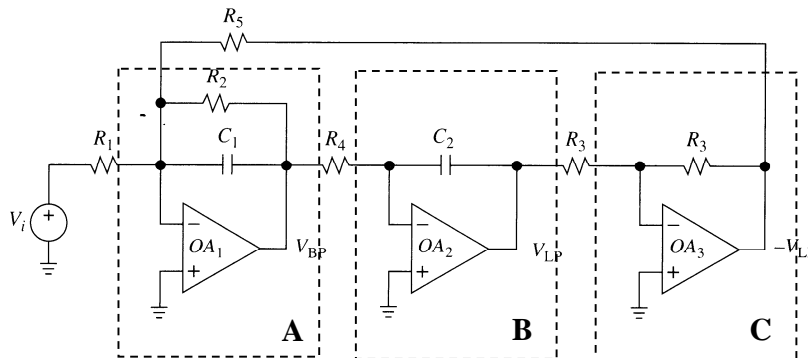 R5
R2
R1 C1 R4 C2 R3 R3
Vi
+
− − −
OA1 VBP OA2 VLP OA3 −VL
+ + +
A B C